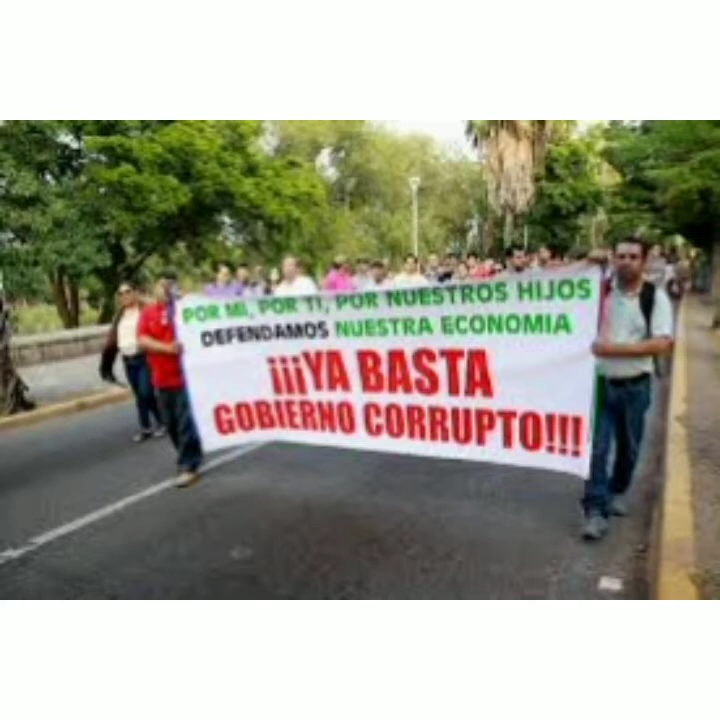 POR MI, POR TI, POR NUESTROS HIJOS
DEFENDAMOS NUESTRA ECONOMIA
¡¡¡YA BASTA
GOBIERNO CORRUPTO!!!